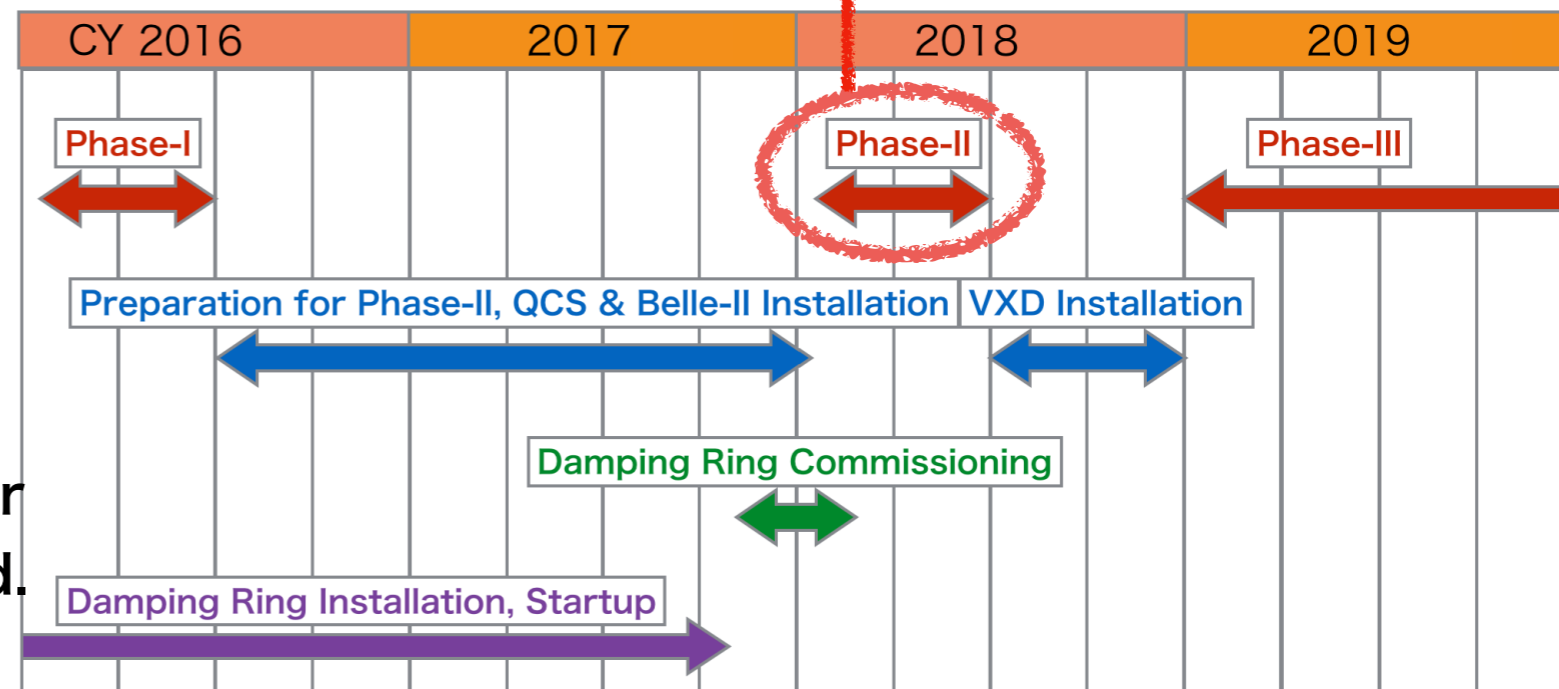 CY 2016 2017 2018 2019
Phase-I Phase-II Phase-III
Preparation for Phase-II, QCS & Belle-II Installation VXD Installation
Damping Ring Commissioning
r
d.
Damping Ring Installation, Startup